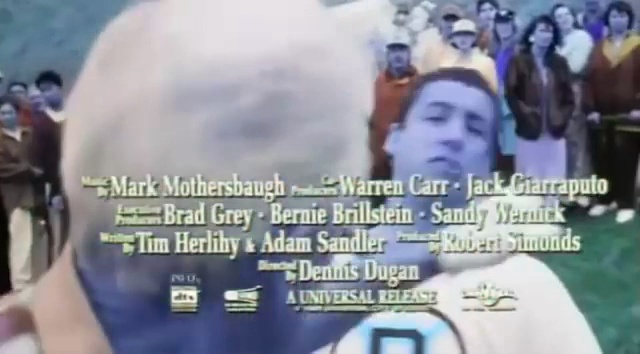 Music by Mark Mothersbaugh Co- Producers Warren Carr · Jack Giarraputo
Executive Producers Brad Grey · Bernie Brillstein · Sandy Wernick
Written by Tim Herlihy & Adam Sandler Produced by Robert Simonds
Directed by Dennis Dugan
dts
A UNIVERSAL RELEASE